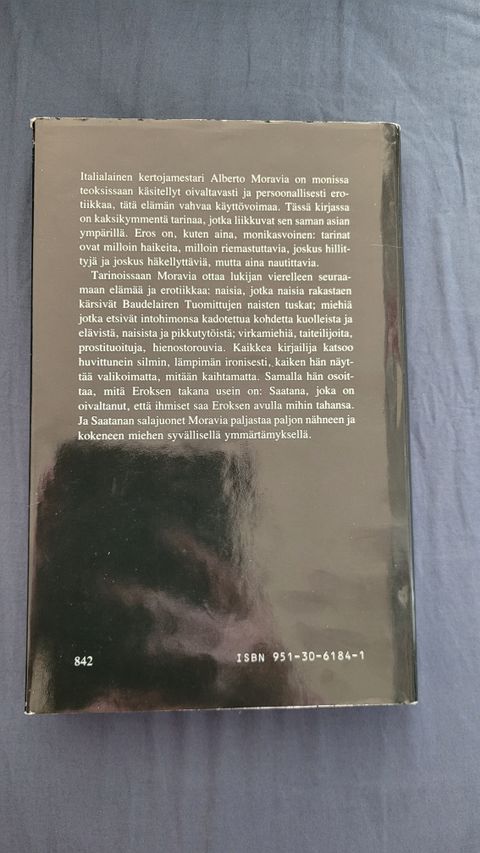 Italialainen kertojamestari Alberto Moravia on monissa
teoksissaan käsitellyt oivaltavasti ja persoonallisesti ero-
tiikkaa, tätä elämän vahvaa käyttövoimaa. Tässä kirjassa
on kaksikymmentä tarinaa, jotka liikkuvat sen saman asian
ympärillä. Eros on, kuten aina, monikasvoinen: tarinat
ovat milloin haikeita, milloin riemastuttavia, joskus hillit-
tyjä ja joskus häkellyttäviä, mutta aina nautittavia.
Tarinoissaan Moravia ottaa lukijan vierelleen seuraa-
maan elämää ja erotiikkaa: naisia, jotka naisia rakastaen
kärsivät Baudelairen Tuomittujen naisten tuskat; miehiä
jotka etsivät intohimonsa kadotettua kohdetta kuolleista ja
elävistä, naisista ja pikkutytöistä; virkamiehiä, taiteilijoita,
prostituoituja, hienostorouvia. Kaikkea kirjailija katsoo
huvittunein silmin, lämpimän ironisesti, kaiken hän näyt-
tää valikoimatta, mitään kaihtamatta. Samalla hän osoit-
taa, mitä Eroksen takana usein on: Saatana, joka on
oivaltanut, että ihmiset saa Eroksen avulla mihin tahansa.
Ja Saatanan salajuonet Moravia paljastaa paljon nähneen ja
kokeneen miehen syvällisellä ymmärtämyksellä.
842
ISBN 951-30-6184-1